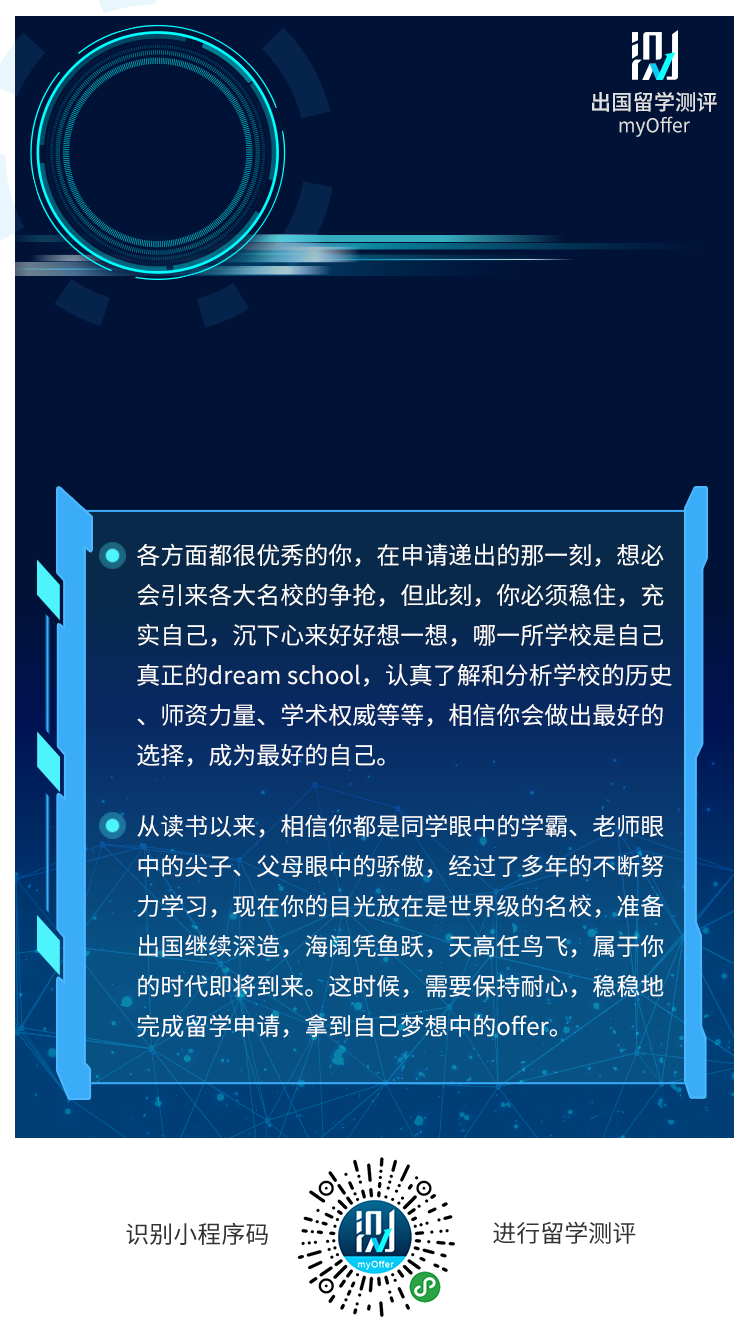 出国留学测评
myOffer
各方面都很优秀的你，在申请递出的那一刻，想必
会引来各大名校的争抢，但此刻，你必须稳住，充
实自己，沉下心来好好想一想，哪一所学校是自己
真正的dream school，认真了解和分析学校的历史
、师资力量、学术权威等等，相信你会做出最好的
选择，成为最好的自己。
从读书以来，相信你都是同学眼中的学霸、老师眼
中的尖子、父母眼中的骄傲，经过了多年的不断努
力学习，现在你的目光放在是世界级的名校，准备
出国继续深造，海阔凭鱼跃，天高任鸟飞，属于你
的时代即将到来。这时候，需要保持耐心，稳稳地
完成留学申请，拿到自己梦想中的offer。
识别小程序码
myOffer
进行留学测评